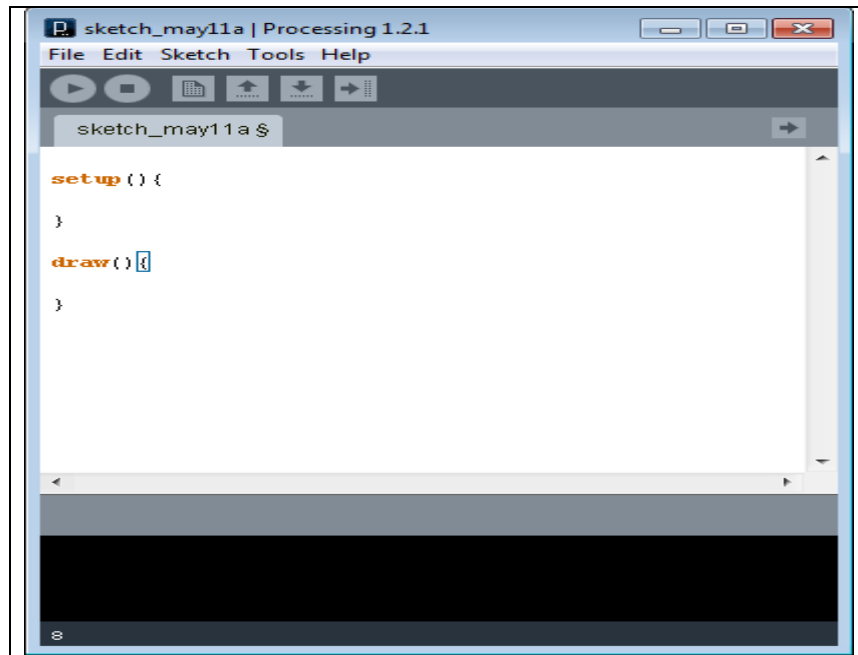 sketch_may11a | Processing 1.2.1
File Edit Sketch Tools Help
sketch_may11a §
setup(){
}
draw(){
}
8